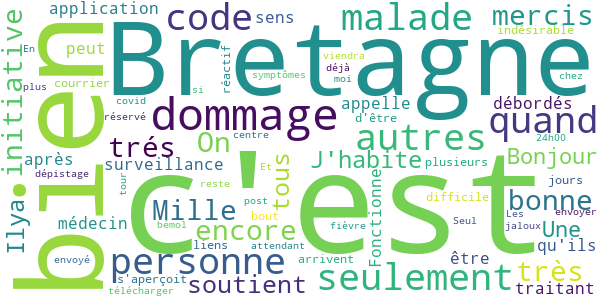 application
code
sens
malade
mercis
En
peut
Bretagne
indésirable
initiative
plus
courrier
réactif
symptômes
si
déjà
viendra
moi
chez
covid
réservé
dommage
appelle
d'être
débordés
quand
bien
trés
On
autres
24h00
après
dépistage
surveillance
centre
J'habite
plusieurs
Bonjour
Et
tous
c'est
Ilya
tour
reste
Fonctionne
difficile
jours
médecin
Mille
post
bout
fièvre
bonne
Seul
Les
jaloux
envoyer
bemol
encore
être
Une
qu'ils
envoyé
personne
liens
attendant
arrivent
très
s'aperçoit
télécharger
soutient
seulement
traitant